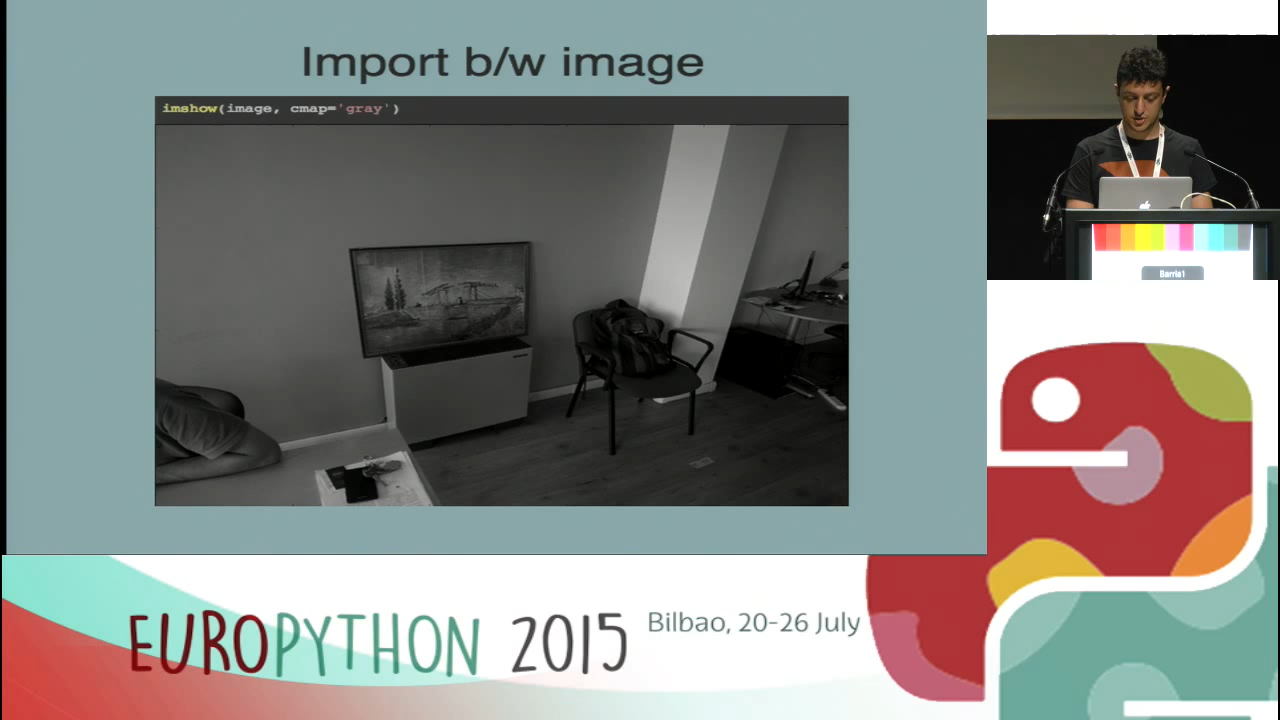 Import b/w image
imshow(image, cmap='gray')
Barria1
EUROPYTHON 2015
Bilbao, 20-26 July